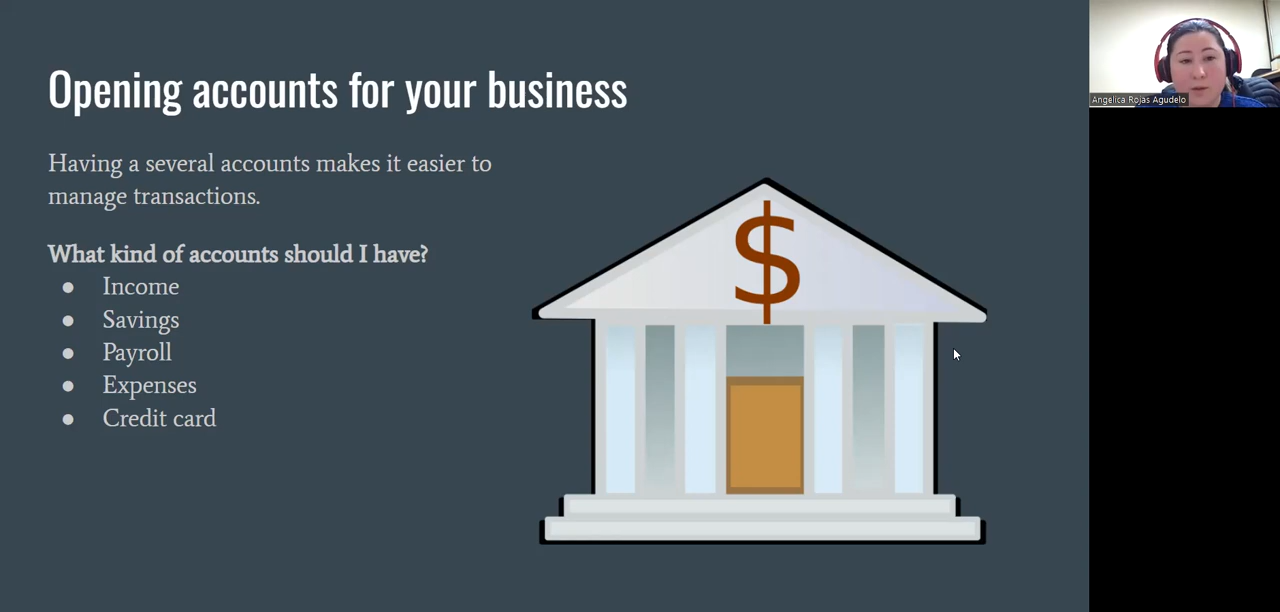 Opening accounts for your business
Having a several accounts makes it easier to
manage transactions.
What kind of accounts should I have?
● Income
● Savings
● Payroll
● Expenses
● Credit card
$
Angelica Rojas Agudelo